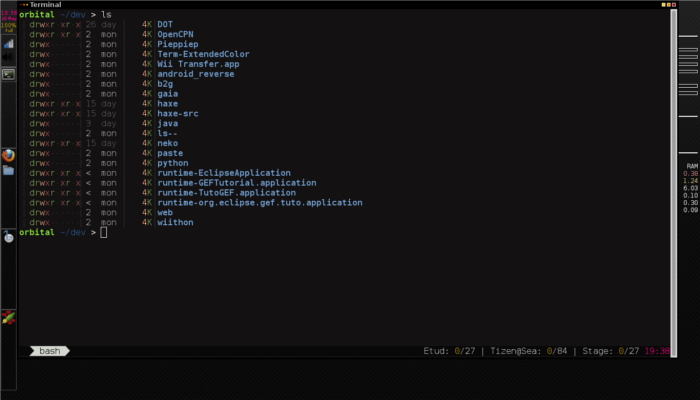 Terminal
orbital ~/dev > ls
drwxr xr x 26 day 4K DOT
drwxr xr x 2 mon 4K OpenCPN
drwx 2 mon 4K Pieppiep
drwx 2 mon 4K Term-ExtendedColor
drwx 2 mon 4K Wii Transfer.app
drwx 2 mon 4K android_reverse
drwx 2 mon 4K b2g
drwx 2 mon 4K gaia
drwxr xr x 15 day 4K haxe
drwxr xr x 15 day 4K haxe-src
drwx 3 day 4K java
drwx 2 mon 4K ls--
drwxr xr x 15 day 4K neko
drwx 2 mon 4K paste
drwx 2 mon 4K python
drwxr xr x < mon 4K runtime-EclipseApplication
drwxr xr x < mon 4K runtime-GEFTutorial.application
drwxr xr x < mon 4K runtime-TutoGEF.application
drwxr xr x < mon 4K runtime-org.eclipse.gef.tuto.application
drwx 2 mon 4K web
drwx 2 mon 4K wiithon
orbital ~/dev >
bash
Etud: 0/27 | Tizen@Sea: 0/84 | Stage: 0/27 19:38
100%
Full
RAM
0.38
1.24
6.03
0.10
0.30
0.09